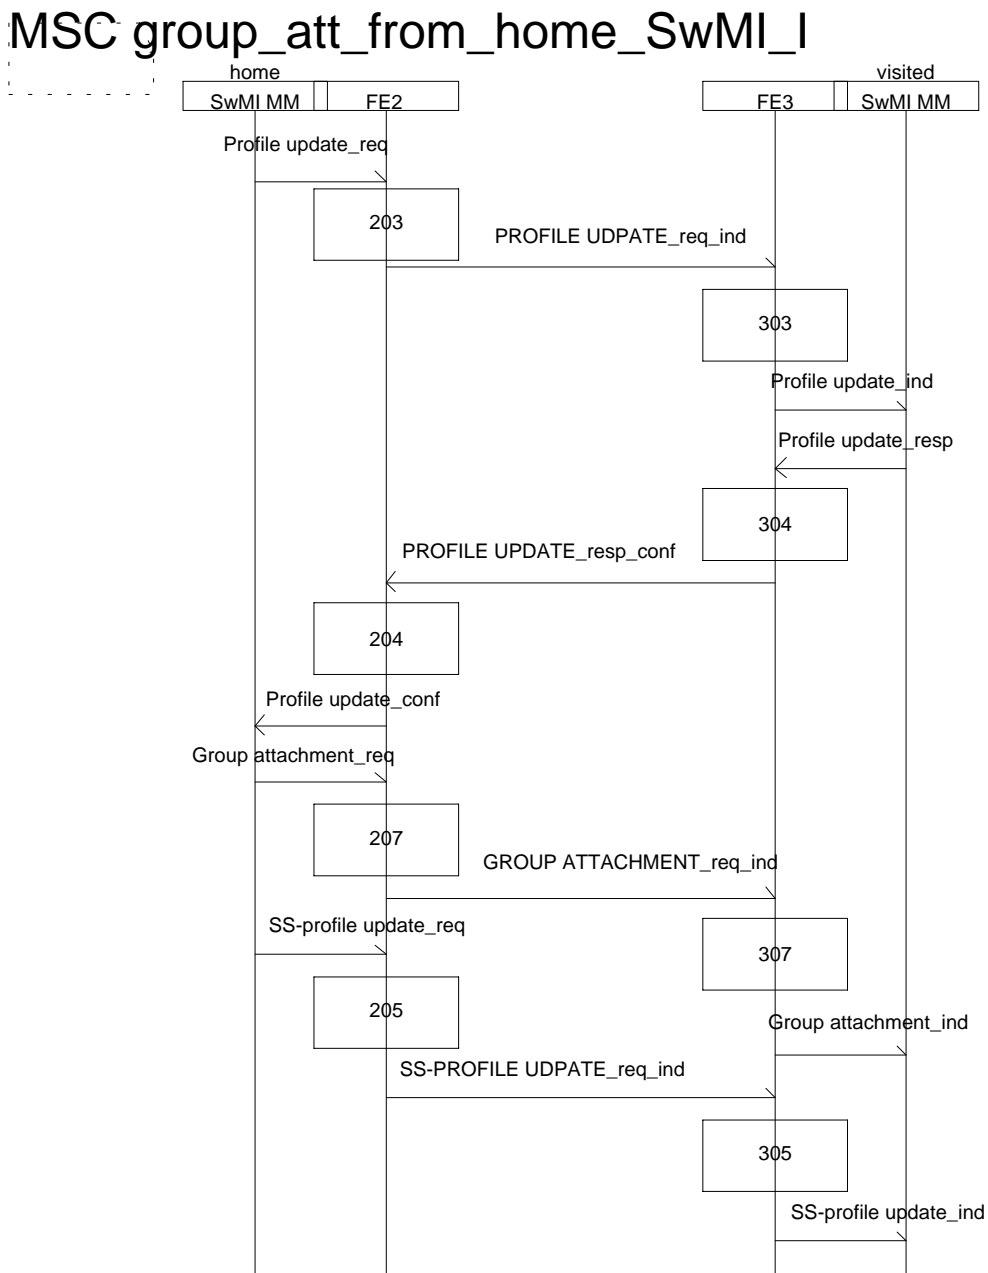 MSC group_att_from_home_SwMI_I
home
visited
SwMI MM
FE2
FE3
SwMI MM
Profile update_req
203
PROFILE UDPATE_req_ind
303
Profile update_ind
Profile update_resp
304
PROFILE UPDATE_resp_conf
204
Profile update_conf
Group attachment_req
207
GROUP ATTACHMENT_req_ind
SS-profile update_req
307
205
Group attachment_ind
SS-PROFILE UDPATE_req_ind
305
SS-profile update_ind